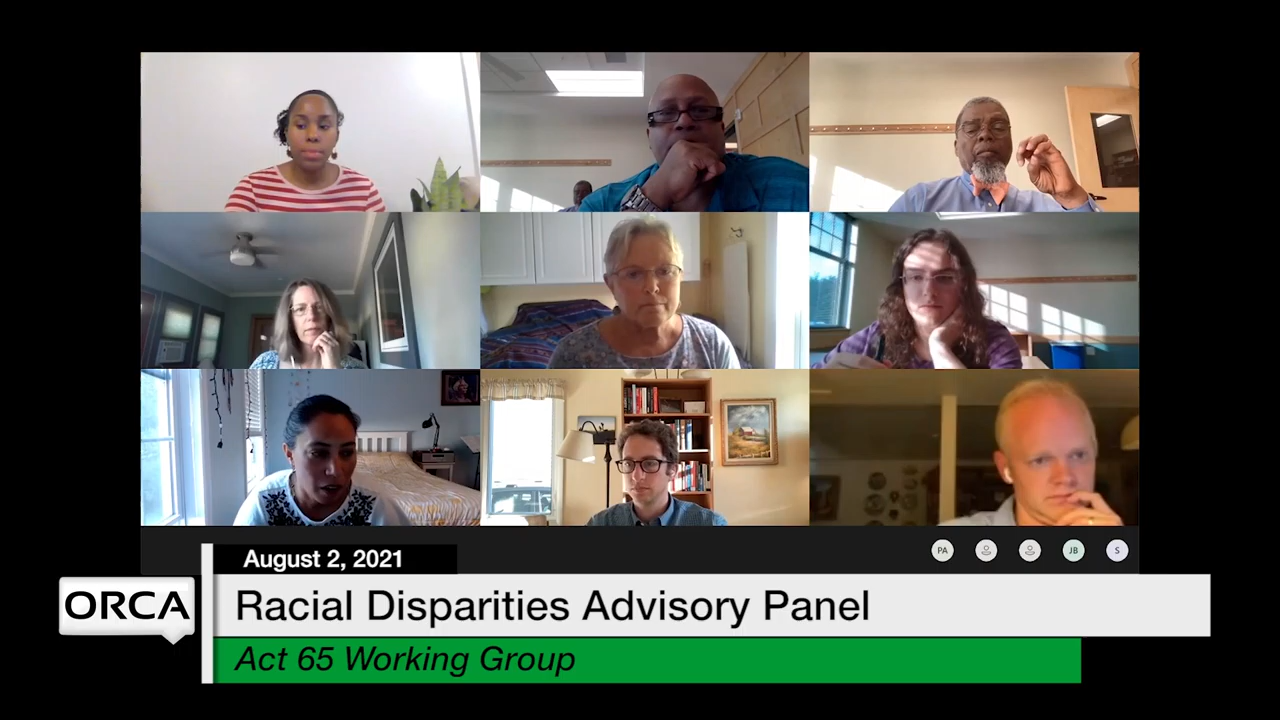 PA
JB
S
August 2, 2021
ORCA
Racial Disparities Advisory Panel
Act 65 Working Group